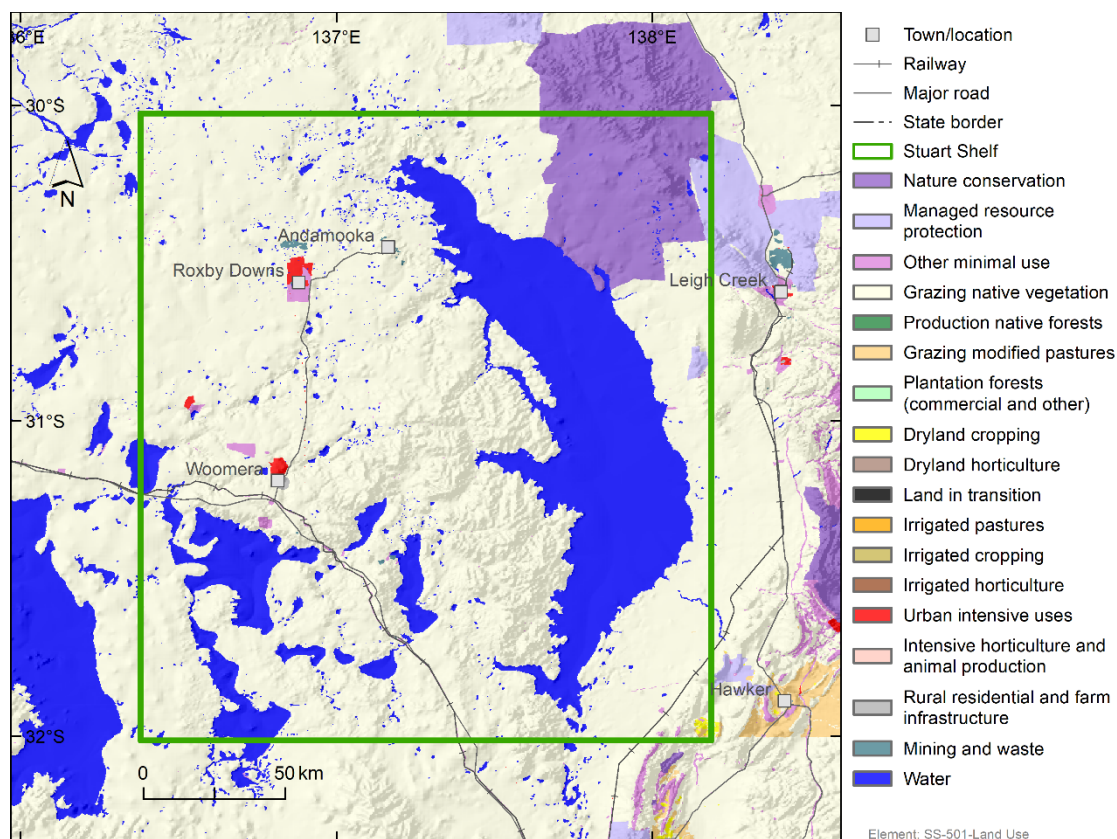 136°E
137°E
138°E
30°S
N
Andamooka
Roxby Downs
Leigh Creek
31°S
Woomera
Hawker
32°S
0
50 km
Town/location
Railway
Major road
State border
Stuart Shelf
Nature conservation
Managed resource
protection
Other minimal use
Grazing native vegetation
Production native forests
Grazing modified pastures
Plantation forests
(commercial and other)
Dryland cropping
Dryland horticulture
Land in transition
Irrigated pastures
Irrigated cropping
Irrigated horticulture
Urban intensive uses
Intensive horticulture and
animal production
Rural residential and farm
infrastructure
Mining and waste
Water
Element: SS-501-Land Use